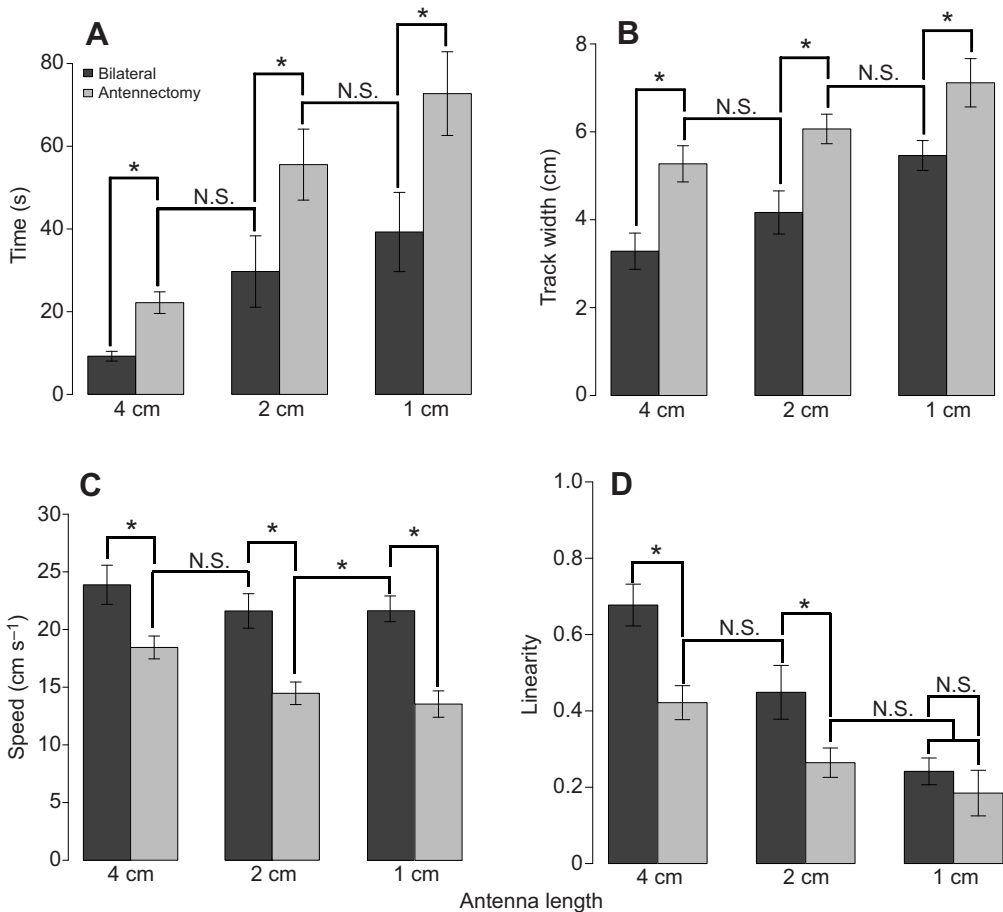 A
Bilateral
Antennectomy
Time (s)
100
80
60
40
20
0
*
N.S.
*
N.S.
*
4 cm
2 cm
1 cm
B
Track width (cm)
8
6
4
2
0
*
N.S.
*
N.S.
*
4 cm
2 cm
1 cm
C
Speed (cm s–1)
30
25
20
15
10
5
0
*
N.S.
*
*
*
4 cm
2 cm
1 cm
D
Linearity
1.0
0.8
0.6
0.4
0.2
0
*
N.S.
*
N.S.
N.S.
4 cm
2 cm
1 cm
Antenna length